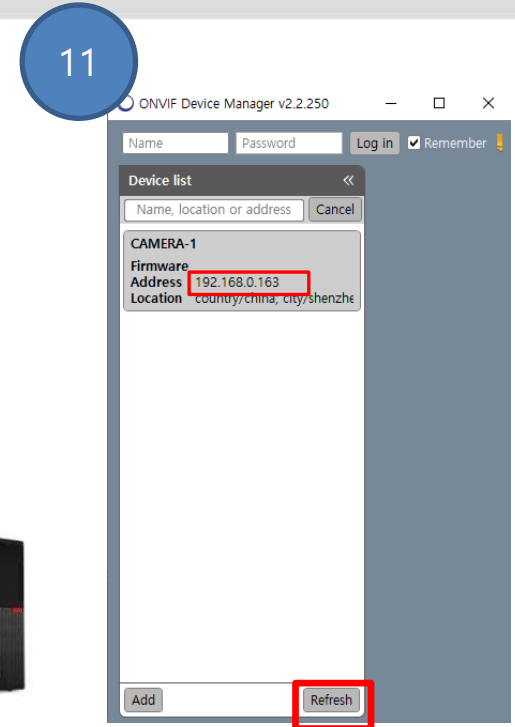 11
ONVIF Device Manager v2.2.250
Name Password Log in Remember
Device list
Name, location or address Cancel
CAMERA-1
Firmware
Address 192.168.0.163
Location country/china, city/shenzhe
Add Refresh